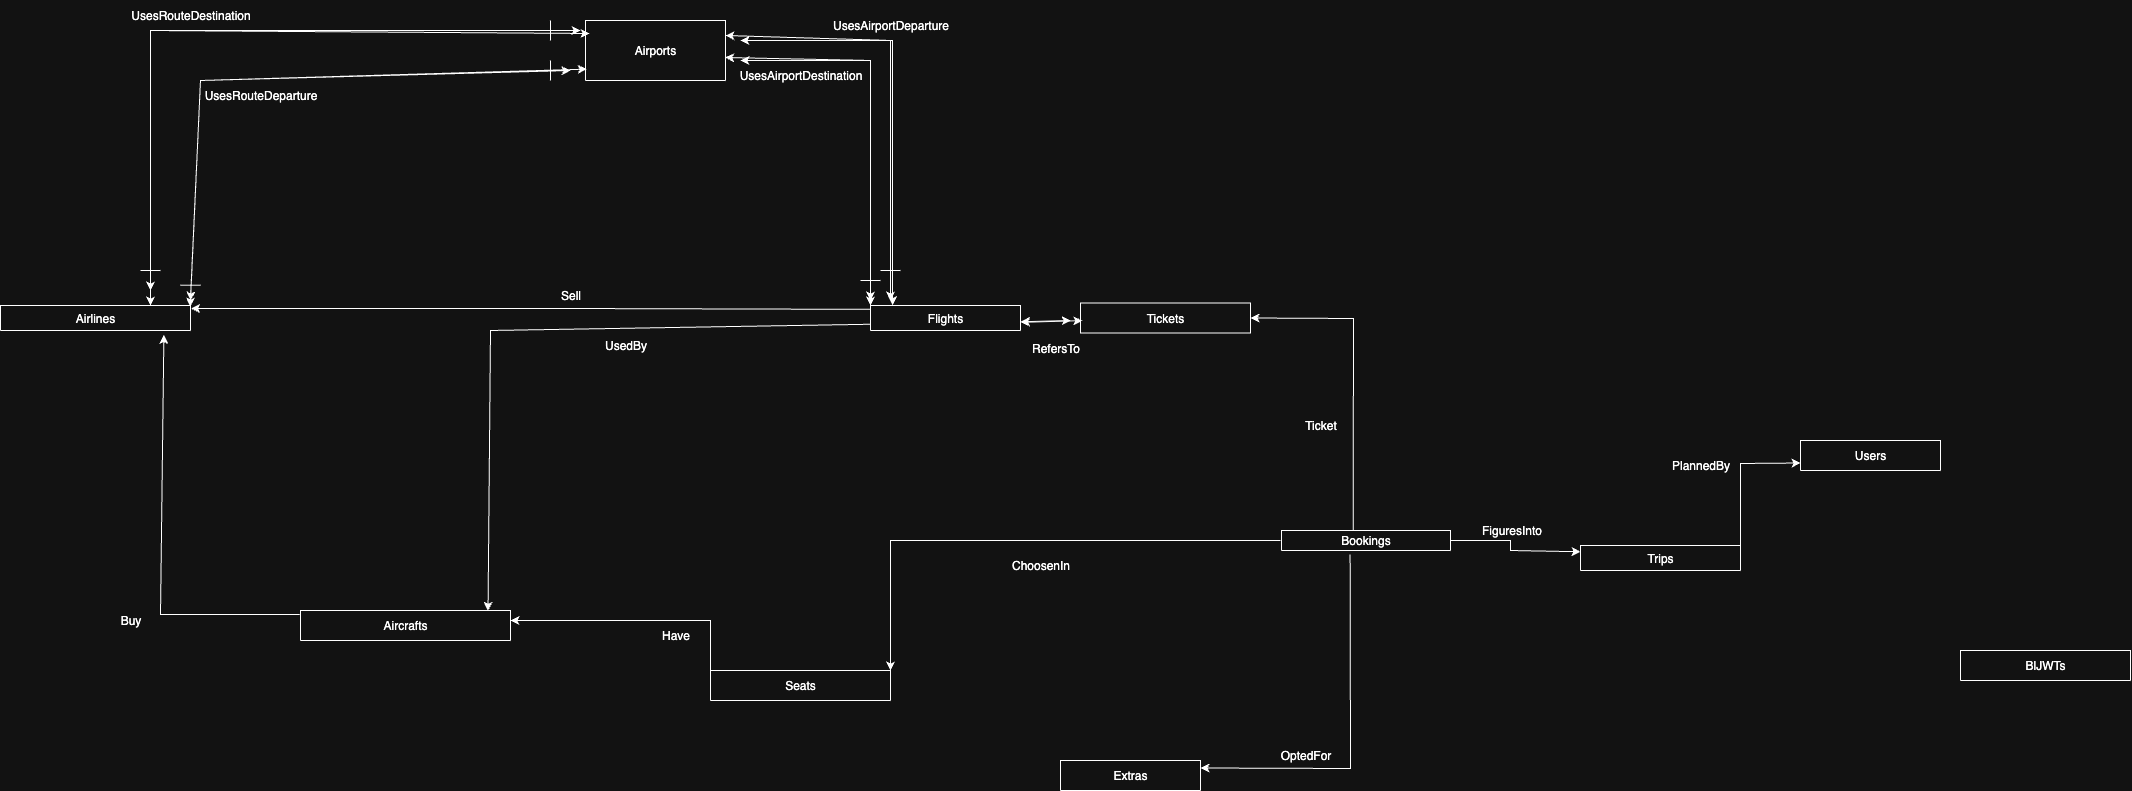 UsesRouteDestination
UsesAirportDeparture
Airports
UsesAirportDestination
UsesRouteDeparture
Sell
Airlines
Flights
Tickets
UsedBy
RefersTo
Ticket
Users
PlannedBy
FiguresInto
Bookings
Trips
ChoosenIn
Buy
Aircrafts
Have
BlJWTs
Seats
OptedFor
Extras